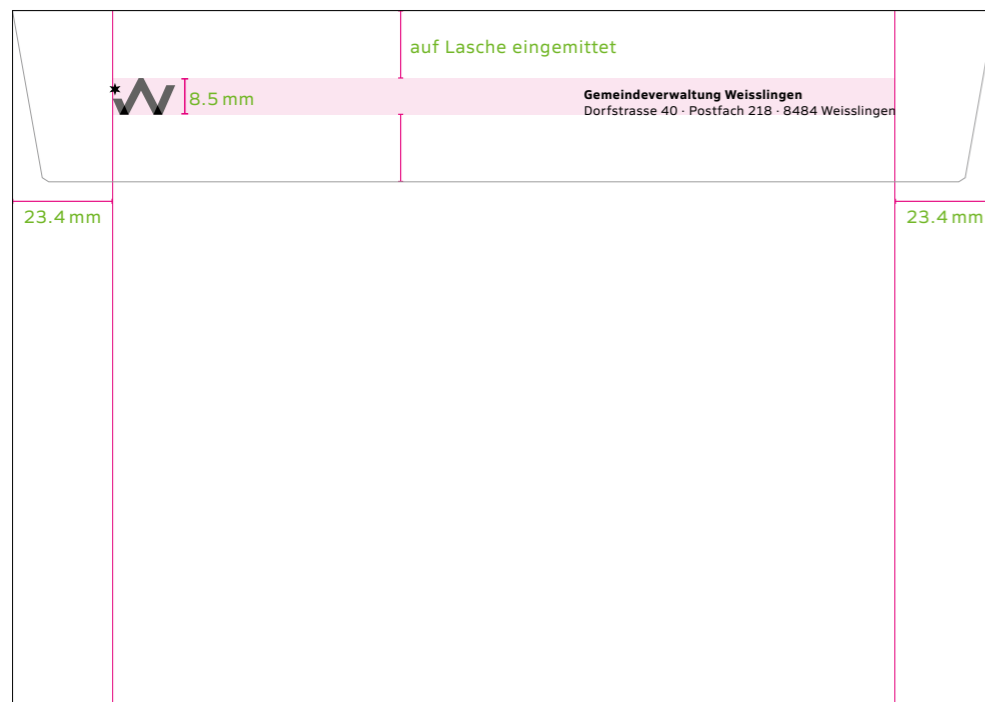 auf Lasche eingemittet
8.5 mm
Gemeindeverwaltung Weisslingen
Dorfstrasse 40 · Postfach 218 · 8484 Weisslingen
23.4 mm
23.4 mm